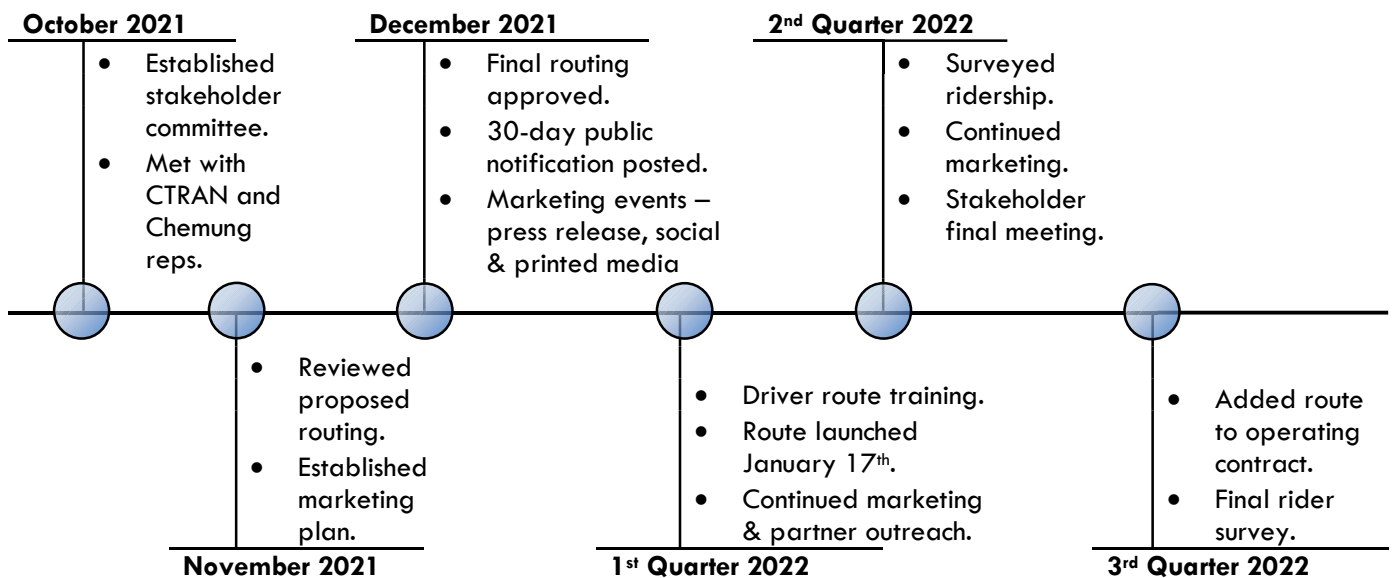 October 2021
• Established
stakeholder
committee.
• Met with
CTRAN and
Chemung
reps.
November 2021
• Reviewed
proposed
routing.
• Established
marketing
plan.
December 2021
• Final routing
approved.
• 30-day public
notification posted.
• Marketing events –
press release, social
& printed media
1st Quarter 2022
• Driver route training.
• Route launched
January 17th.
• Continued marketing
& partner outreach.
2nd Quarter 2022
• Surveyed
ridership.
• Continued
marketing.
• Stakeholder
final meeting.
3rd Quarter 2022
• Added route
to operating
contract.
• Final rider
survey.